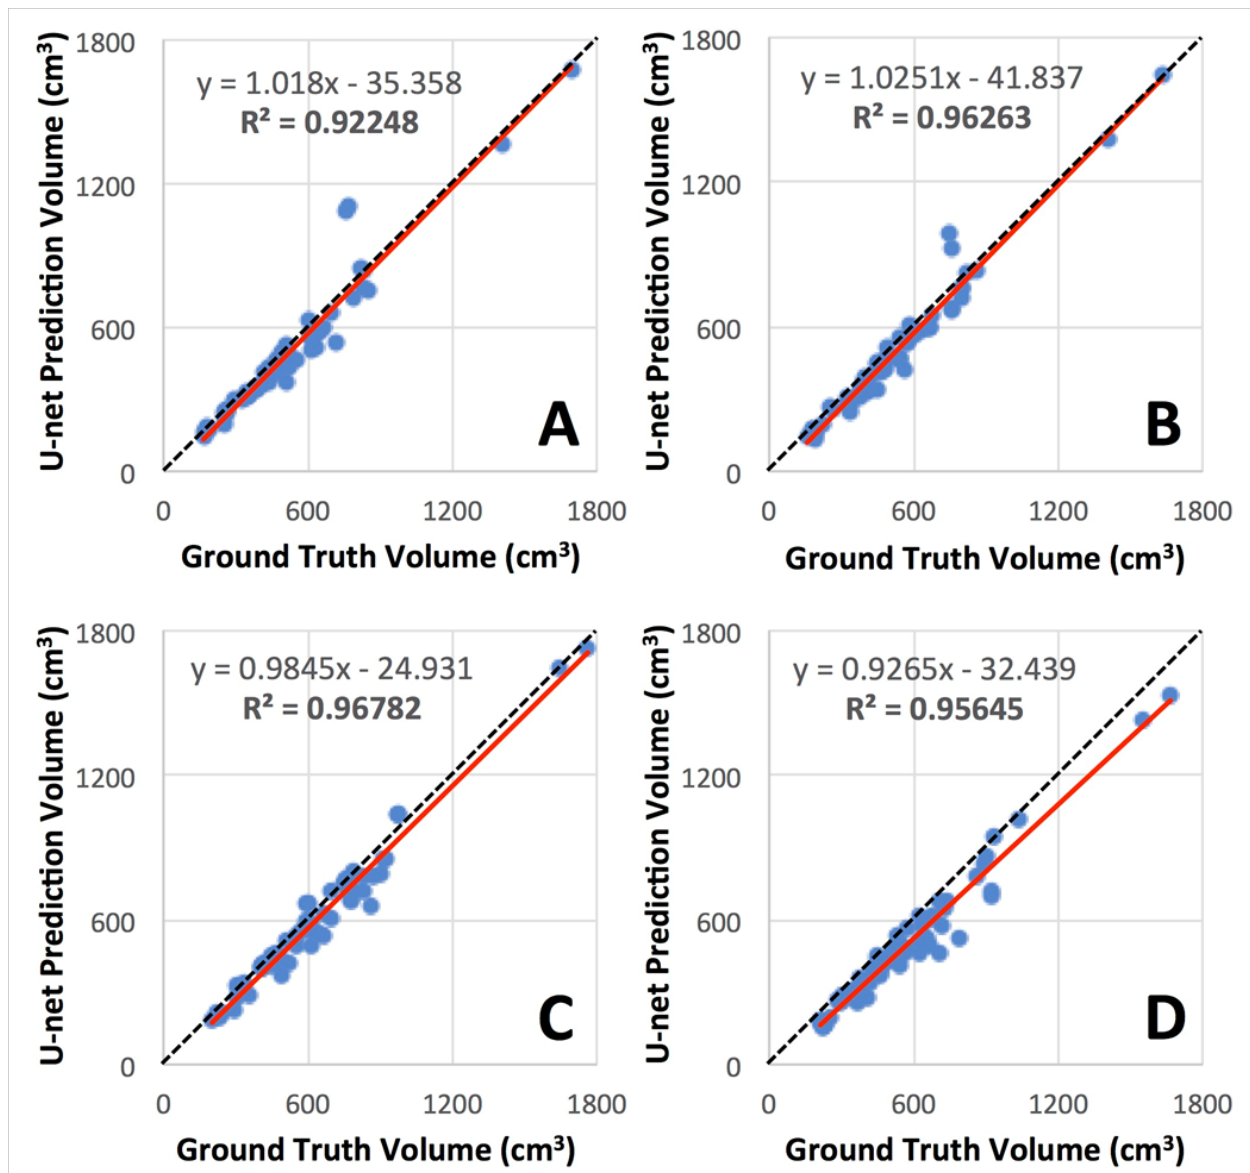 U-net Prediction Volume (cm³)
1800
1200
600
0
y = 1.018x - 35.358
R² = 0.92248
A
0 600 1200 1800
Ground Truth Volume (cm³)
U-net Prediction Volume (cm³)
1800
1200
600
0
y = 1.0251x - 41.837
R² = 0.96263
B
0 600 1200 1800
Ground Truth Volume (cm³)
U-net Prediction Volume (cm³)
1800
1200
600
0
y = 0.9845x - 24.931
R² = 0.96782
C
0 600 1200 1800
Ground Truth Volume (cm³)
U-net Prediction Volume (cm³)
1800
1200
600
0
y = 0.9265x - 32.439
R² = 0.95645
D
0 600 1200 1800
Ground Truth Volume (cm³)